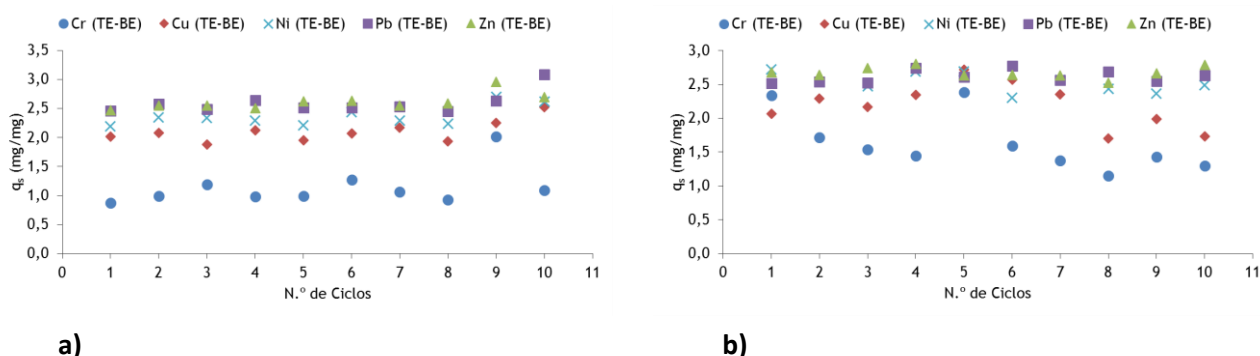 Cr (TE-BE) Cu (TE-BE) Ni (TE-BE) Pb (TE-BE) Zn (TE-BE)
3,5
3,0
2,5
2,0
1,5
1,0
0,5
0,0
qs (mg/mg)
0 1 2 3 4 5 6 7 8 9 10 11
N.º de Ciclos
a)
Cr (TE-BE) Cu (TE-BE) Ni (TE-BE) Pb (TE-BE) Zn (TE-BE)
3,0
2,5
2,0
1,5
1,0
0,5
0,0
qs (mg/mg)
0 1 2 3 4 5 6 7 8 9 10 11
N.º de Ciclos
b)